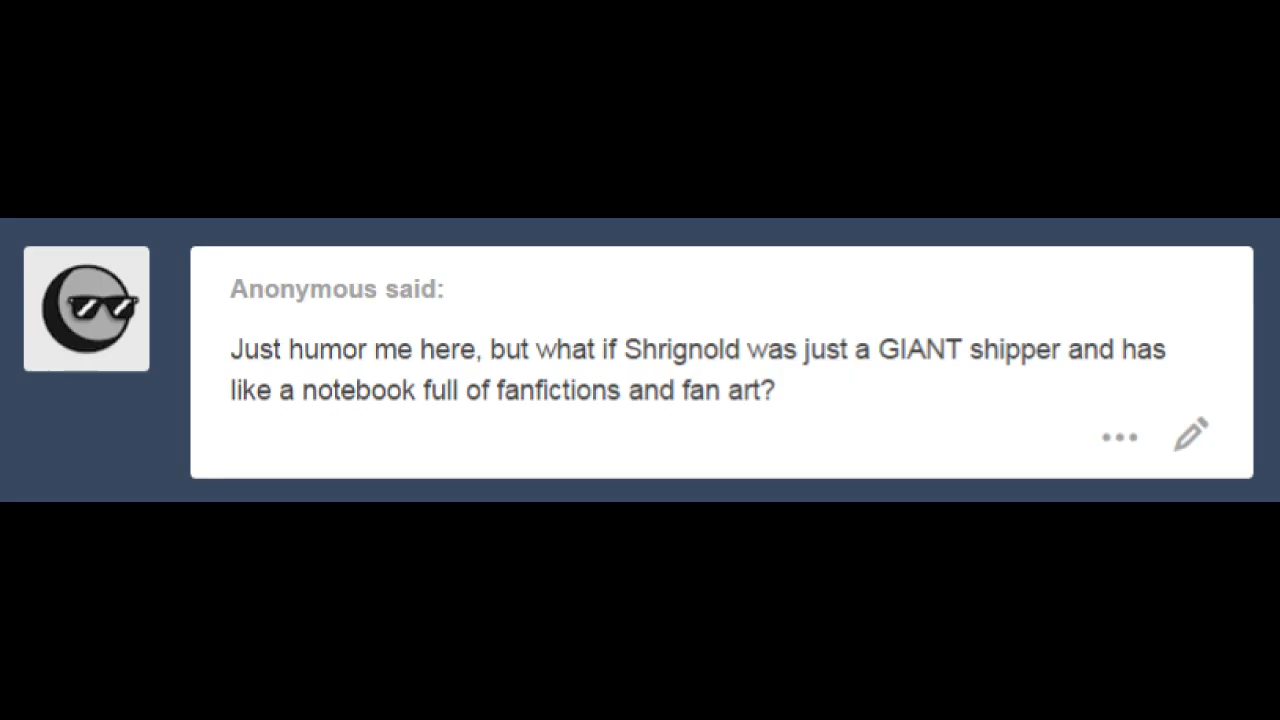 Anonymous said:
Just humor me here, but what if Shrignold was just a GIANT shipper and has
like a notebook full of fanfictions and fan art?